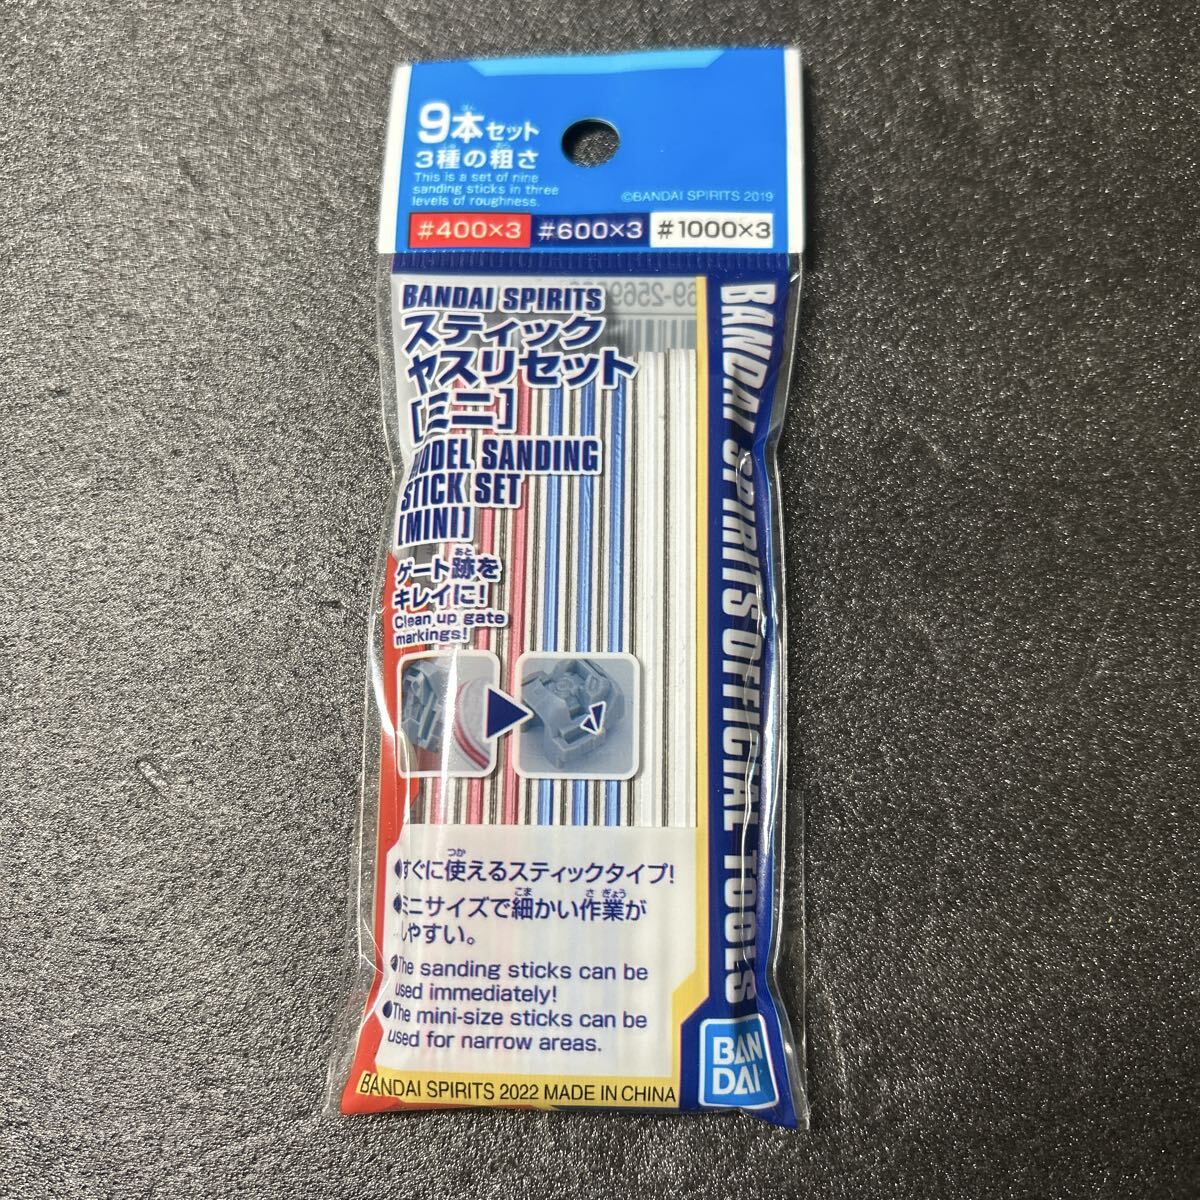 9本セット
3種の粗さ
This is a set of nine
sanding sticks in three
levels of roughness.
©BANDAI SPIRITS 2019
#400×3 #600×3 #1000×3
BANDAI SPIRITS
スティック
ヤスリセット
[ミニ]
MODEL SANDING
STICK SET
[MINI]
ゲート跡を
キレイに!
Clean up gate
markings!
●すぐに使えるスティックタイプ!
●ミニサイズで細かい作業が
しやすい。
●The sanding sticks can be
used immediately!
●The mini-size sticks can be
used for narrow areas.
BANDAI SPIRITS 2022 MADE IN CHINA
BANDAI SPIRITS OFFICIAL TOOLS
BAN
DAI